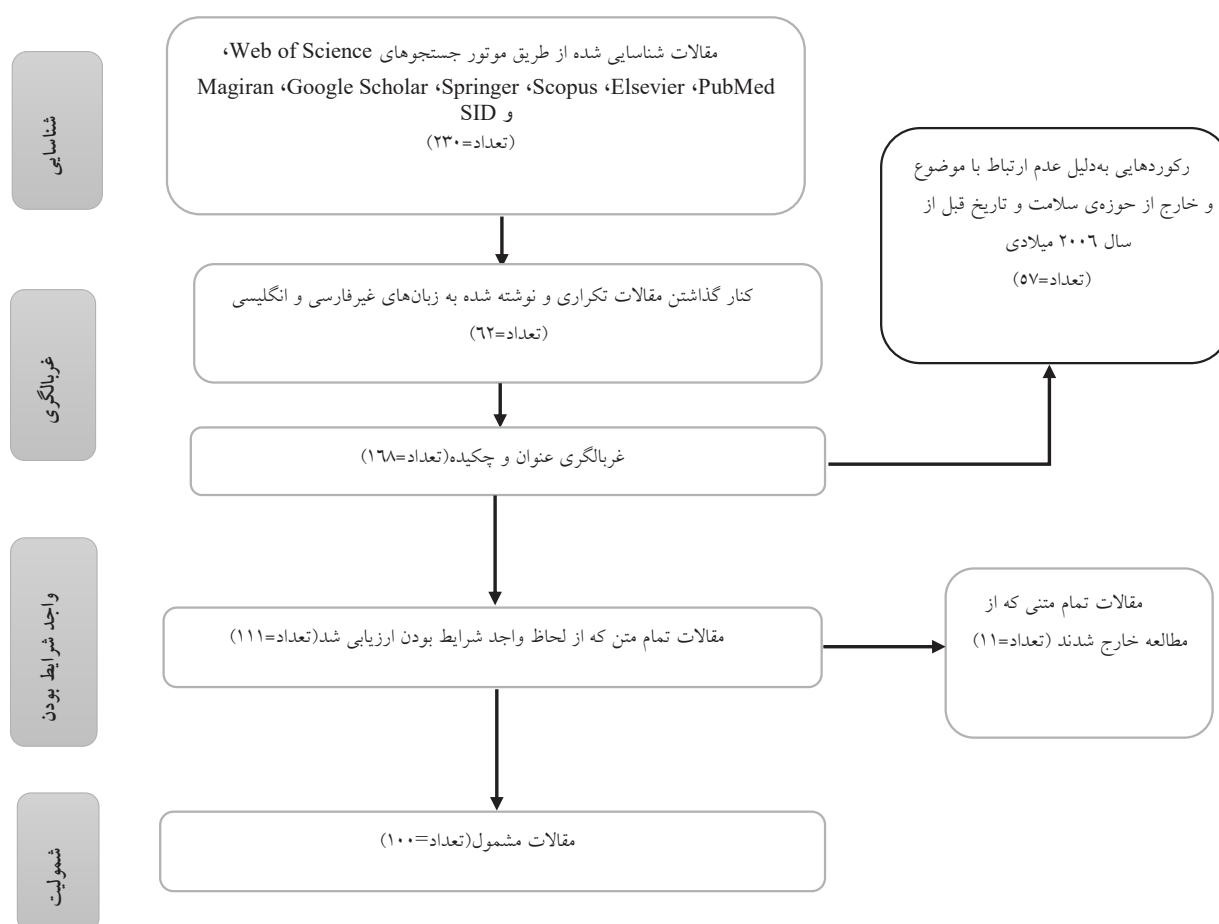 شناسایی
مقالات شناسایی شده از طریق موتور جستجوهای Web of Science،
PubMed، Elsevier، Scopus، Springer، Google Scholar، Magiran
و SID
(تعداد=۲۳۰)
رکوردهایی به‌دلیل عدم ارتباط با موضوع
و خارج از حوزه‌ی سلامت و تاریخ قبل از
سال ۲۰۰۶ میلادی
(تعداد=۵۷)
غربالگری
کنار گذاشتن مقالات تکراری و نوشته شده به زبان‌های غیرفارسی و انگلیسی
(تعداد=۶۲)
غربالگری عنوان و چکیده(تعداد=۱۶۸)
واجد شرایط بودن
مقالات تمام متن که از لحاظ واجد شرایط بودن ارزیابی شد(تعداد=۱۱۱)
مقالات تمام متنی که از
مطالعه خارج شدند (تعداد=۱۱)
شمولیت
مقالات مشمول(تعداد=۱۰۰)